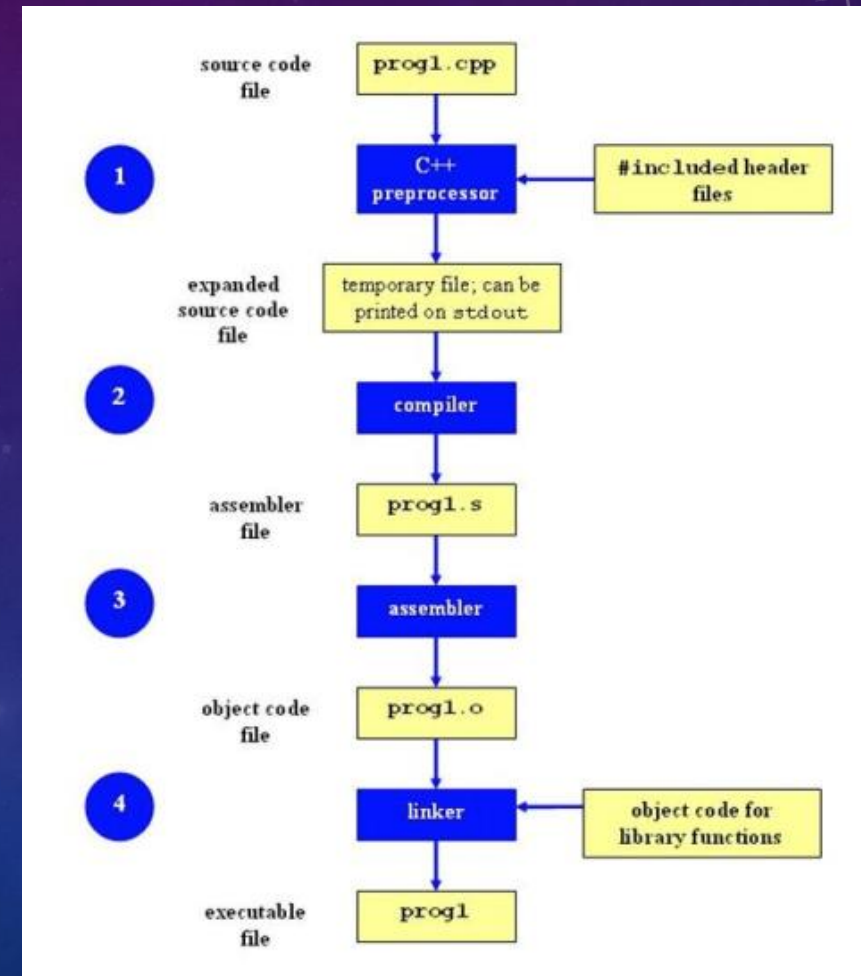 source code
file
prog1.cpp
1
C++
preprocessor
#included header
files
expanded
source code
file
temporary file; can be
printed on stdout
2
compiler
assembler
file
prog1.s
3
assembler
object code
file
prog1.o
4
linker
object code for
library functions
executable
file
prog1